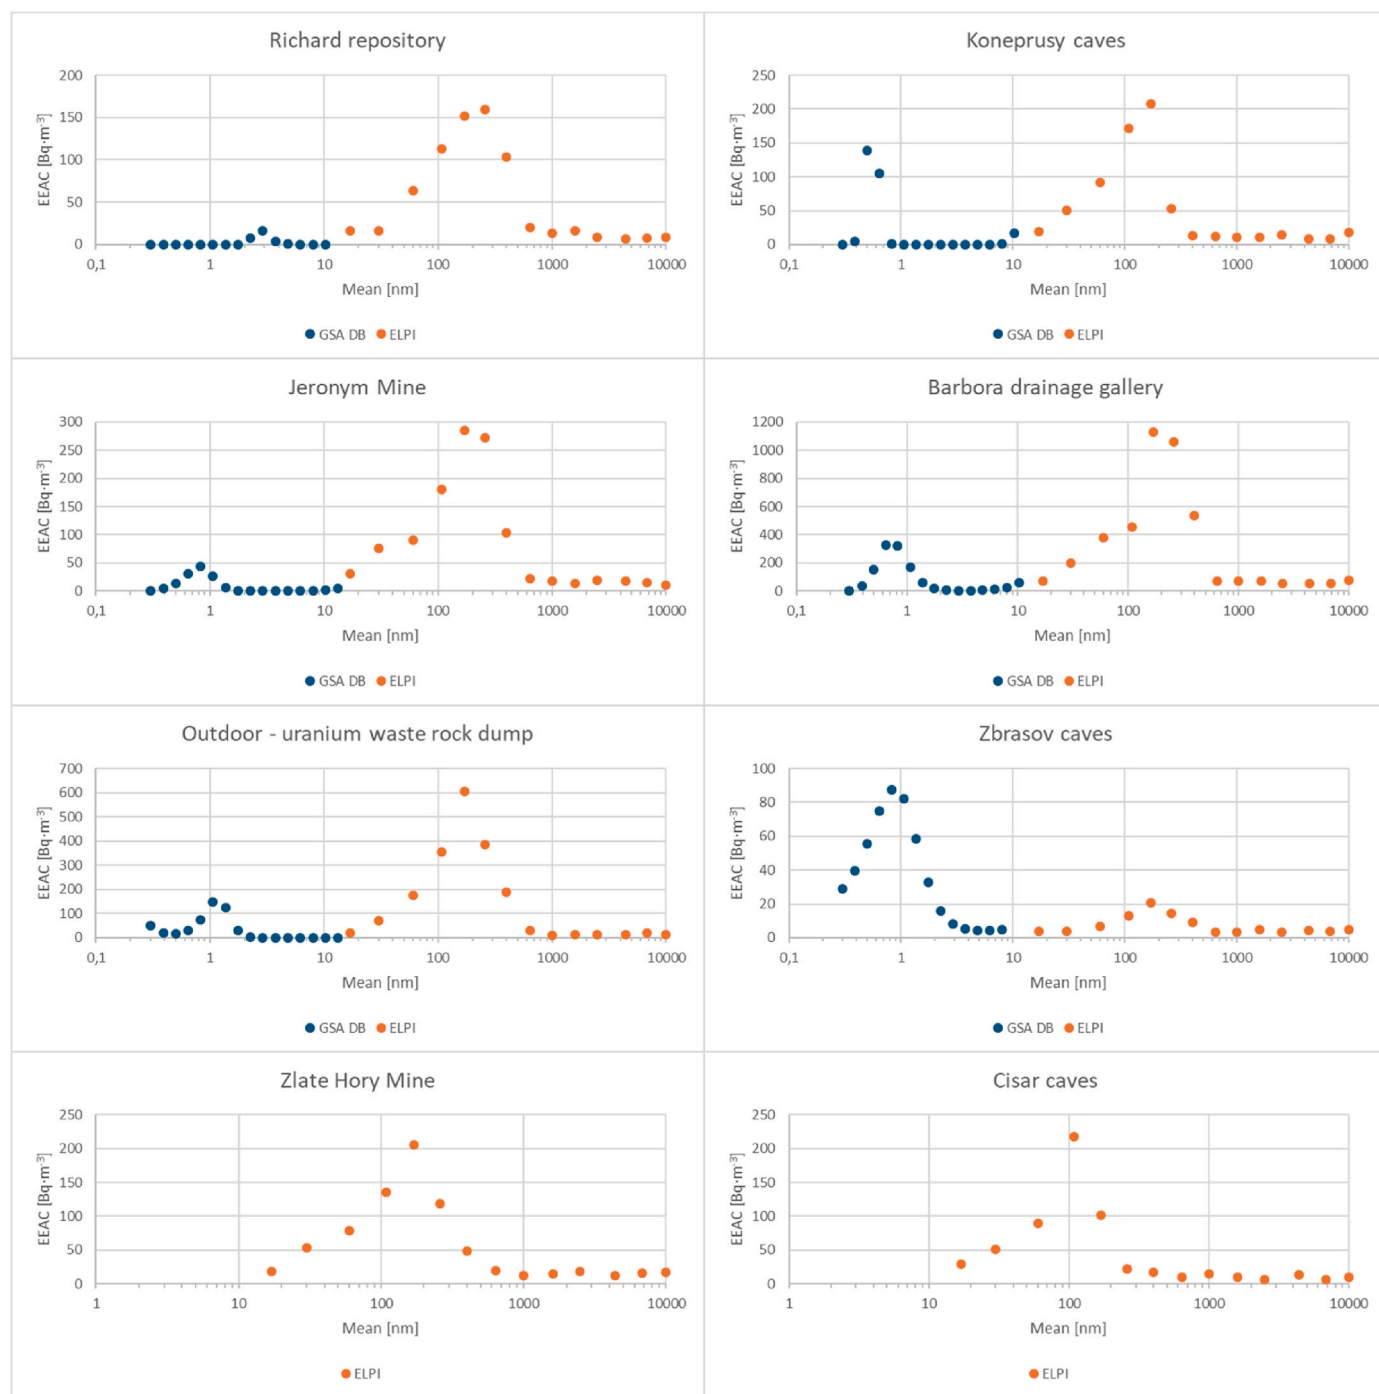 Richard repository
EEAC [Bq·m⁻³]
200
150
100
50
0
0,1 1 10 100 1000 10000
Mean [nm]
GSA DB ELPI
Koneprusy caves
EEAC [Bq·m⁻³]
250
200
150
100
50
0
0,1 1 10 100 1000 10000
Mean [nm]
GSA DB ELPI
Jeronym Mine
EEAC [Bq·m⁻³]
300
250
200
150
100
50
0
0,1 1 10 100 1000 10000
Mean [nm]
GSA DB ELPI
Barbora drainage gallery
EEAC [Bq·m⁻³]
1200
1000
800
600
400
200
0
0,1 1 10 100 1000 10000
Mean [nm]
GSA DB ELPI
Outdoor - uranium waste rock dump
EEAC [Bq·m⁻³]
700
600
500
400
300
200
100
0
0,1 1 10 100 1000 10000
Mean [nm]
GSA DB ELPI
Zbrasov caves
EEAC [Bq·m⁻³]
100
80
60
40
20
0
0,1 1 10 100 1000 10000
Mean [nm]
GSA DB ELPI
Zlate Hory Mine
EEAC [Bq·m⁻³]
250
200
150
100
50
0
1 10 100 1000 10000
Mean [nm]
ELPI
Cisar caves
EEAC [Bq·m⁻³]
250
200
150
100
50
0
1 10 100 1000 10000
Mean [nm]
ELPI